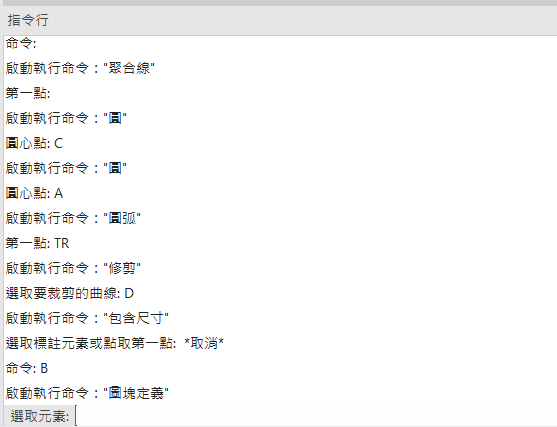 指令行
命令:
啟動執行命令："聚合線"
第一點:
啟動執行命令："圓"
圓心點: C
啟動執行命令："圓"
圓心點: A
啟動執行命令："圓弧"
第一點: TR
啟動執行命令："修剪"
選取要裁剪的曲線: D
啟動執行命令："包含尺寸"
選取標註元素或點取第一點:  *取消*
命令: B
啟動執行命令："圖塊定義"
選取元素: